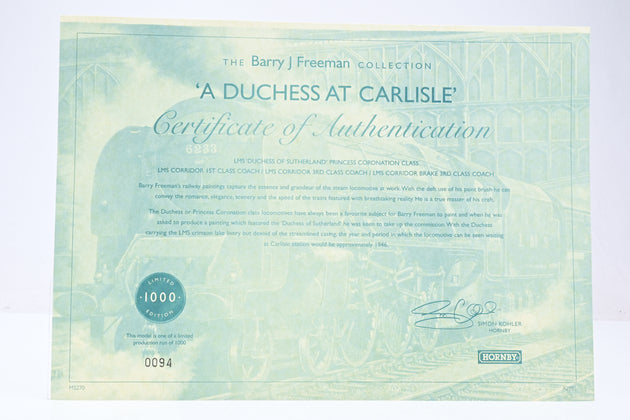 THE Barry J Freeman COLLECTION
'A DUCHESS AT CARLISLE'
Certificate of Authentication
6233
LMS 'DUCHESS OF SUTHERLAND' PRINCESS CORONATION CLASS
LMS CORRIDOR 1ST CLASS COACH / LMS CORRIDOR 3RD CLASS COACH / LMS CORRIDOR BRAKE 3RD CLASS COACH
Barry Freeman's railway paintings capture the essence and grandeur of the steam locomotive at work. With the deft use of his paint brush he can
convey the romance, elegance, scenery and the speed of the trains featured with breathtaking reality. He is a true master of his craft.
The Duchess or Princess Coronation class locomotives have always been a favourite subject for Barry Freeman to paint and when he was
asked to produce a painting which featured the 'Duchess of Sutherland' he was keen to take up the commission. With the Duchess
carrying the LMS crimson lake livery but devoid of the streamlined casing, the year and period in which the locomotive can be seen waiting
at Carlisle station would be approximately 1946.
LIMITED
1000
EDITION
This model is one of a limited
production run of 1000
0094
SIMON KOHLER
HORNBY
HORNBY
MS270